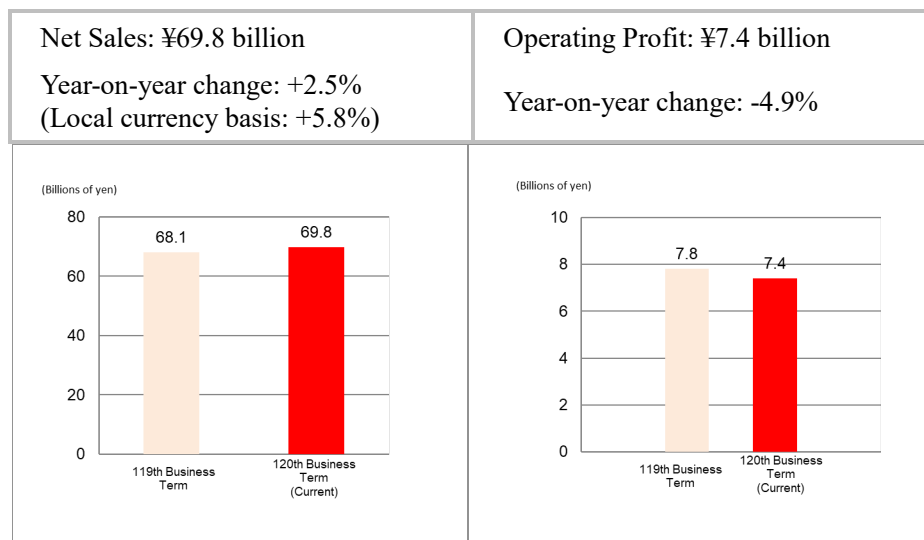 Net Sales: ¥69.8 billion
Year-on-year change: +2.5%
(Local currency basis: +5.8%)
Operating Profit: ¥7.4 billion
Year-on-year change: -4.9%
(Billions of yen)
80
60
40
20
0
68.1
69.8
119th Business
Term
120th Business
Term
(Current)
(Billions of yen)
10
8
6
4
2
0
7.8
7.4
119th Business
Term
120th Business
Term
(Current)